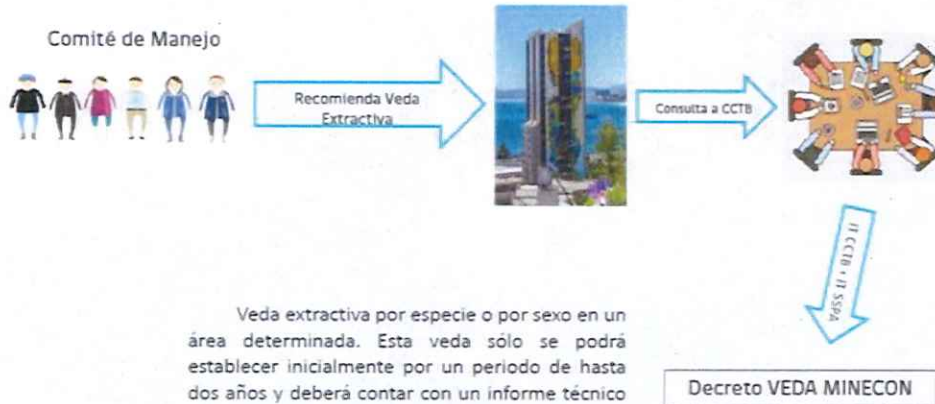 Comité de Manejo
Recomienda Veda
Extractiva
Consulta a CCTB
IT CCTB + IT SSPA
Veda extractiva por especie o por sexo en un
área determinada. Esta veda sólo se podrá
establecer inicialmente por un periodo de hasta
dos años y deberá contar con un informe técnico
Decreto VEDA MINECON